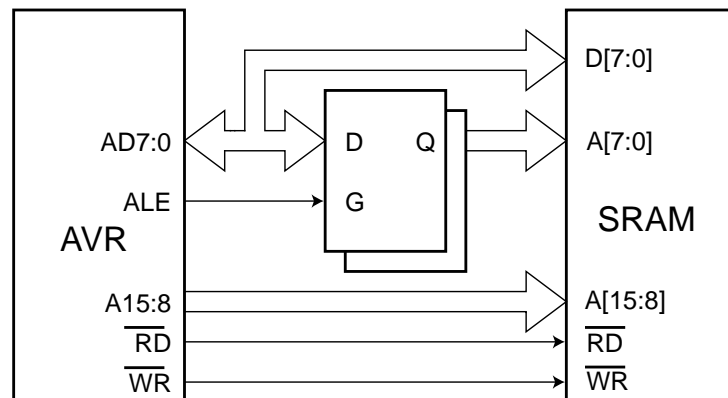 D[7:0]
AD7:0
D
Q
A[7:0]
ALE
G
AVR
SRAM
A15:8
A[15:8]
RD
RD
WR
WR